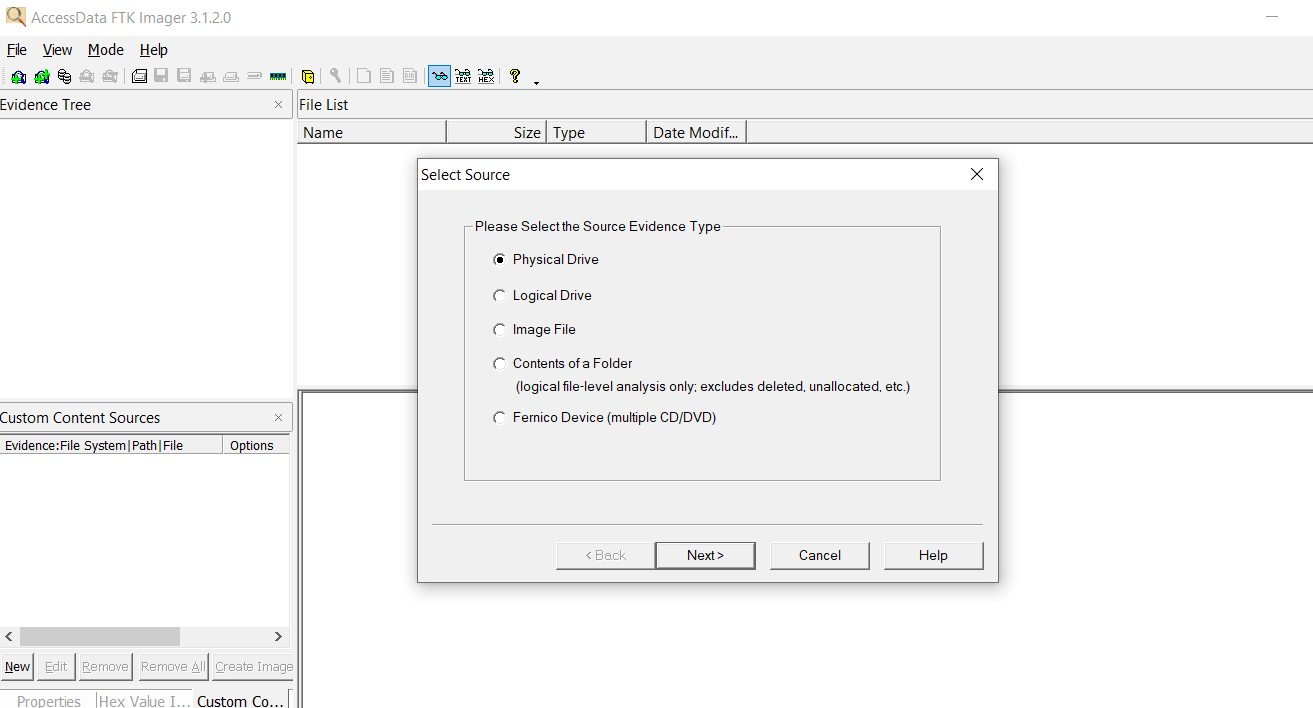 AccessData FTK Imager 3.1.2.0
File View Mode Help
TEXT HEX
Evidence Tree
File List
Name Size Type Date Modif...
Select Source
Please Select the Source Evidence Type
Physical Drive
Logical Drive
Image File
Contents of a Folder
(logical file-level analysis only; excludes deleted, unallocated, etc.)
Fernico Device (multiple CD/DVD)
< Back Next > Cancel Help
Custom Content Sources
Evidence:File System|Path|File Options
New Edit Remove Remove All Create Image
Properties Hex Value I... Custom Co...